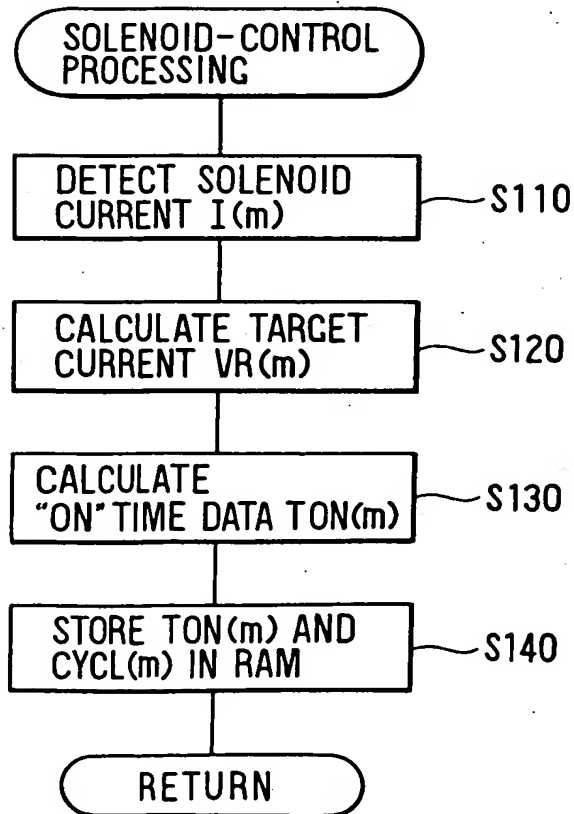 SOLENOID-CONTROL
PROCESSING
DETECT SOLENOID
CURRENT I(m)
S110
CALCULATE TARGET
CURRENT VR(m)
S120
CALCULATE
"ON" TIME DATA TON(m)
S130
STORE TON(m) AND
CYCL(m) IN RAM
S140
RETURN